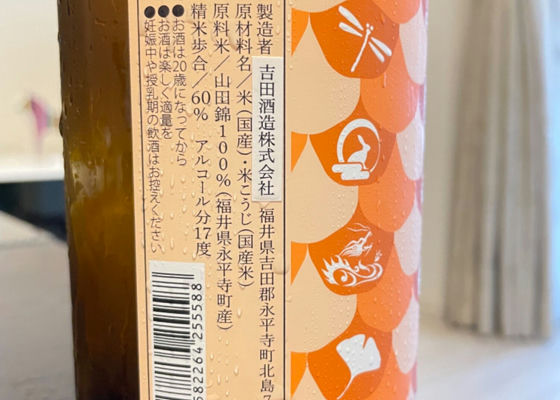 製造者 吉田酒造株式会社 福井県吉田郡永平寺町北島7
原材料名／米(国産)・米こうじ(国産米)
原料米／山田錦100%(福井県永平寺町産)
精米歩合／60% アルコール分17度
●お酒は20歳になってから
●お酒は楽しく適量を
●妊娠中や授乳期の飲酒はお控えください
582264 255588